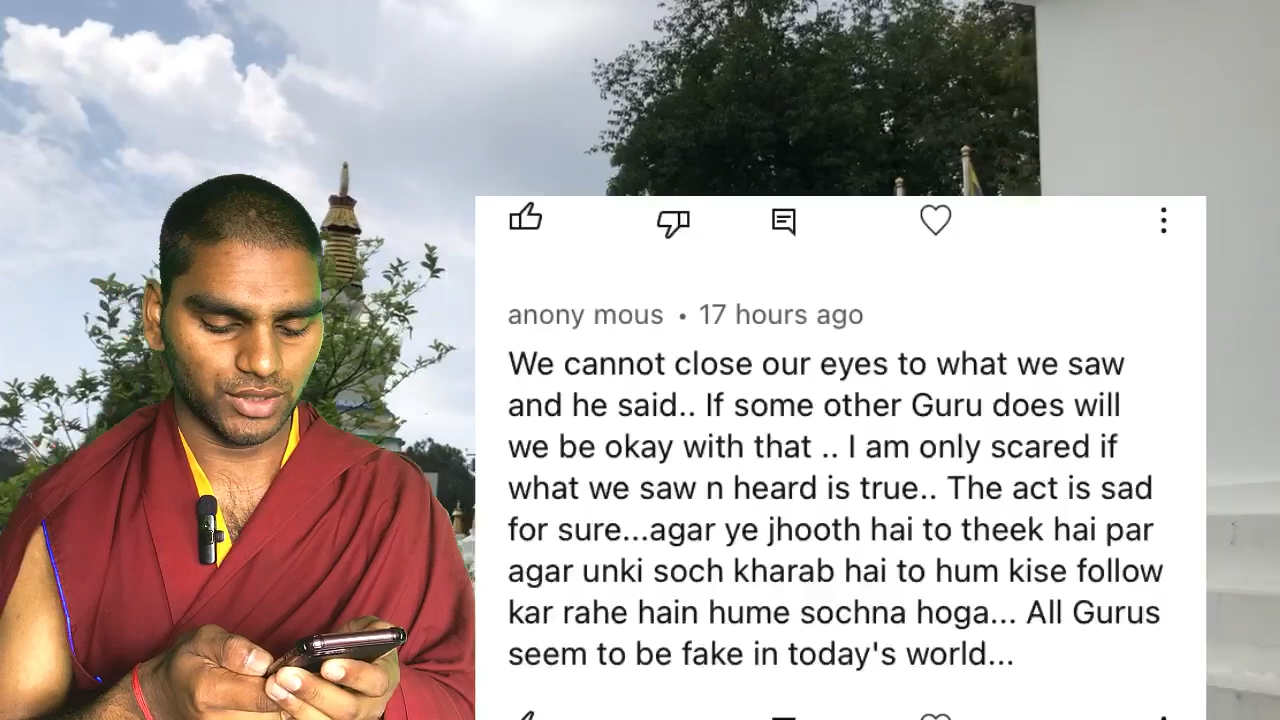 anony mous • 17 hours ago
We cannot close our eyes to what we saw
and he said.. If some other Guru does will
we be okay with that .. I am only scared if
what we saw n heard is true.. The act is sad
for sure...agar ye jhooth hai to theek hai par
agar unki soch kharab hai to hum kise follow
kar rahe hain hume sochna hoga... All Gurus
seem to be fake in today's world...